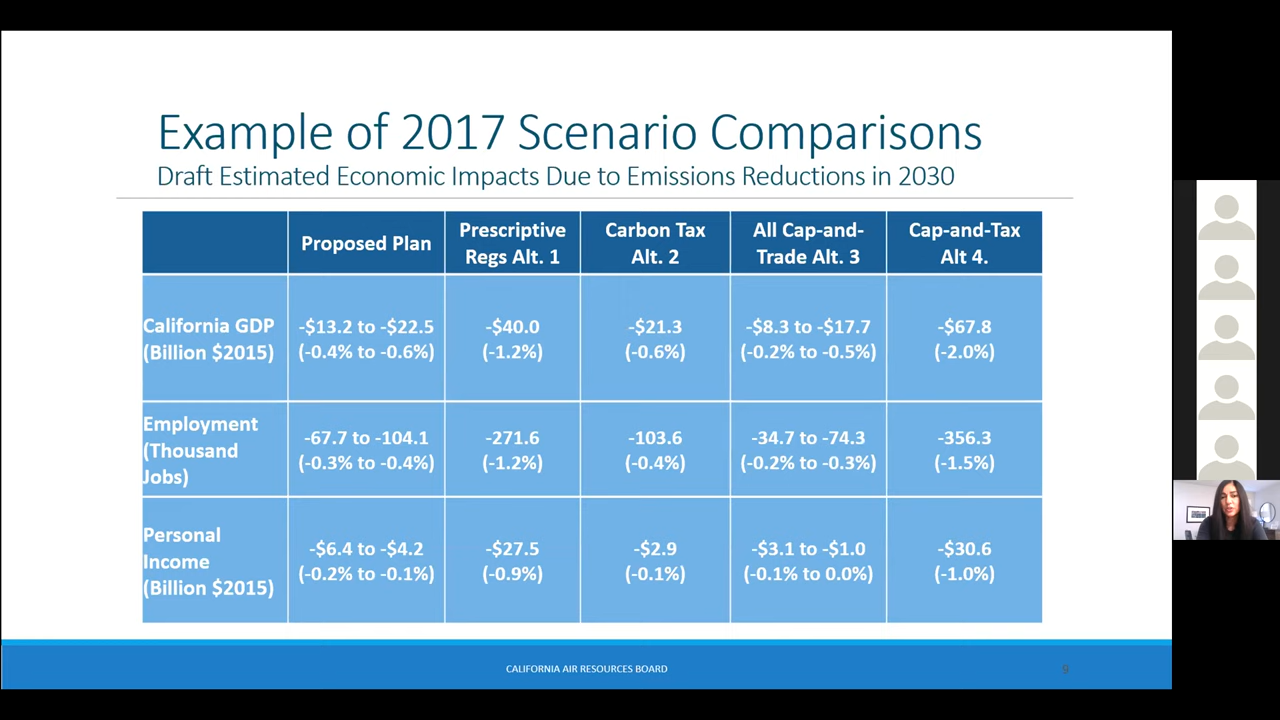 Example of 2017 Scenario Comparisons
Draft Estimated Economic Impacts Due to Emissions Reductions in 2030
Proposed Plan
Prescriptive
Regs Alt. 1
Carbon Tax
Alt. 2
All Cap-and-
Trade Alt. 3
Cap-and-Tax
Alt 4.
California GDP
(Billion $2015)
-$13.2 to -$22.5
(-0.4% to -0.6%)
-$40.0
(-1.2%)
-$21.3
(-0.6%)
-$8.3 to -$17.7
(-0.2% to -0.5%)
-$67.8
(-2.0%)
Employment
(Thousand
Jobs)
-67.7 to -104.1
(-0.3% to -0.4%)
-271.6
(-1.2%)
-103.6
(-0.4%)
-34.7 to -74.3
(-0.2% to -0.3%)
-356.3
(-1.5%)
Personal
Income
(Billion $2015)
-$6.4 to -$4.2
(-0.2% to -0.1%)
-$27.5
(-0.9%)
-$2.9
(-0.1%)
-$3.1 to -$1.0
(-0.1% to 0.0%)
-$30.6
(-1.0%)
CALIFORNIA AIR RESOURCES BOARD
9